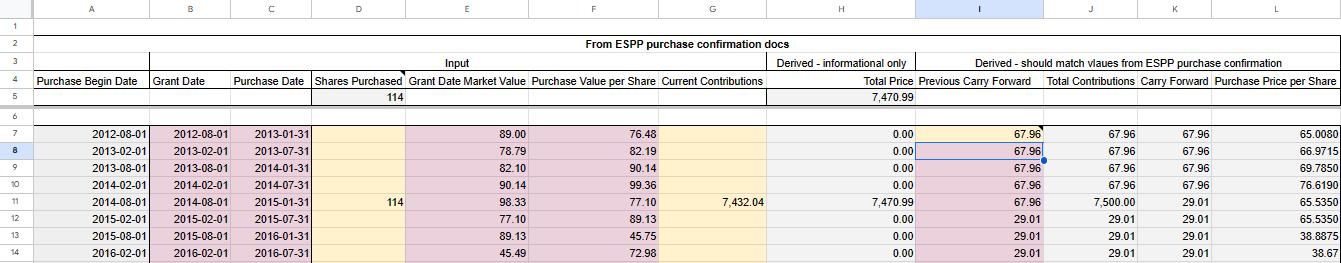 A B C D E F G H I J K L
1
2 From ESPP purchase confirmation docs
3 Input Derived - informational only Derived - should match vlaues from ESPP purchase confirmation
4 Purchase Begin Date Grant Date Purchase Date Shares Purchased Grant Date Market Value Purchase Value per Share Current Contributions Total Price Previous Carry Forward Total Contributions Carry Forward Purchase Price per Share
5 114 7,470.99
6
7 2012-08-01 2012-08-01 2013-01-31 89.00 76.48 0.00 67.96 67.96 67.96 65.0080
8 2013-02-01 2013-02-01 2013-07-31 78.79 82.19 0.00 67.96 67.96 67.96 66.9715
9 2013-08-01 2013-08-01 2014-01-31 82.10 90.14 0.00 67.96 67.96 67.96 69.7850
10 2014-02-01 2014-02-01 2014-07-31 90.14 99.36 0.00 67.96 67.96 67.96 76.6190
11 2014-08-01 2014-08-01 2015-01-31 114 98.33 77.10 7,432.04 7,470.99 67.96 7,500.00 29.01 65.5350
12 2015-02-01 2015-02-01 2015-07-31 77.10 89.13 0.00 29.01 29.01 29.01 65.5350
13 2015-08-01 2015-08-01 2016-01-31 89.13 45.75 0.00 29.01 29.01 29.01 38.8875
14 2016-02-01 2016-02-01 2016-07-31 45.49 72.98 0.00 29.01 29.01 29.01 38.67